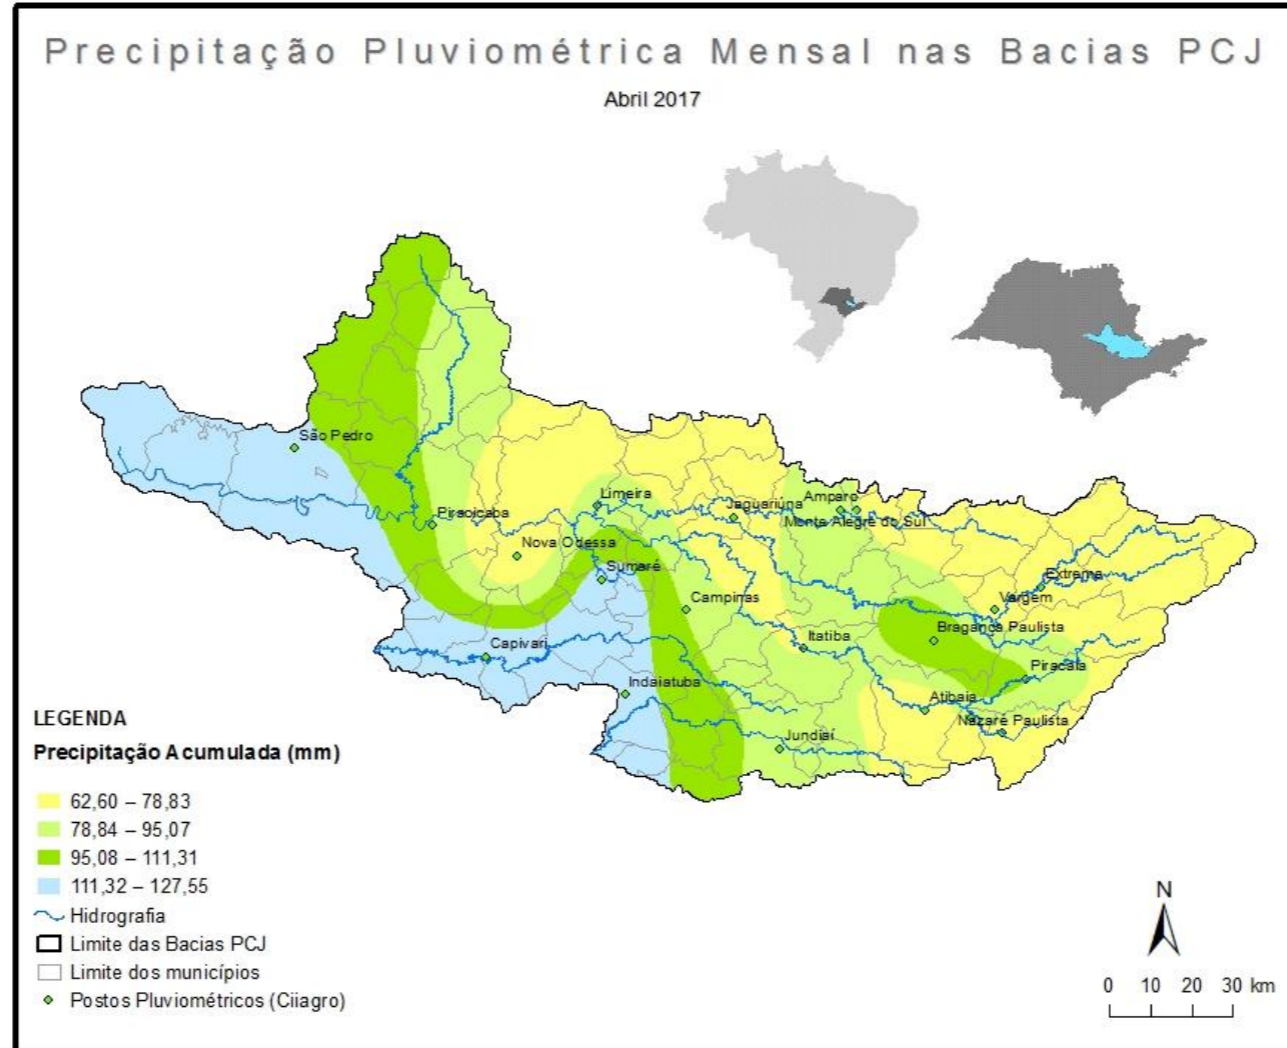 Precipitação Pluviométrica Mensal nas Bacias PCJ
Abril 2017
São Pedro
Piracicaba
Limeira
Jaguariúna
Amparo
Monte Alegre do Sul
Nova Odessa
Sumaré
Extrema
Vargem
Campinas
Bragança Paulista
Itatiba
Capivari
Piracaia
Indaiatuba
Atibaia
Nazaré Paulista
Jundiaí
LEGENDA
Precipitação Acumulada (mm)
62,60 – 78,83
78,84 – 95,07
95,08 – 111,31
111,32 – 127,55
Hidrografia
Limite das Bacias PCJ
Limite dos municípios
Postos Pluviométricos (Ciiagro)
N
0 10 20 30 km